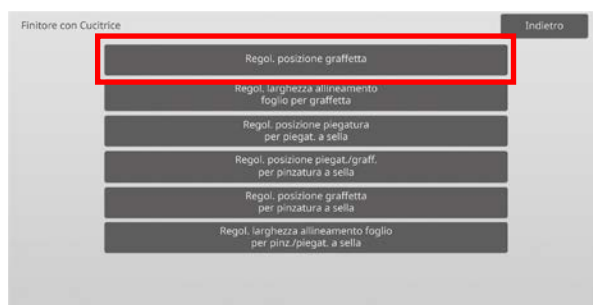 Finitore con Cucitrice
Indietro
Regol. posizione graffetta
Regol. larghezza allineamento
foglio per graffetta
Regol. posizione piegatura
per piegat. a sella
Regol. posizione piegat./graff.
per pinzatura a sella
Regol. posizione graffetta
per pinzatura a sella
Regol. larghezza allineamento foglio
per pinz./piegat. a sella